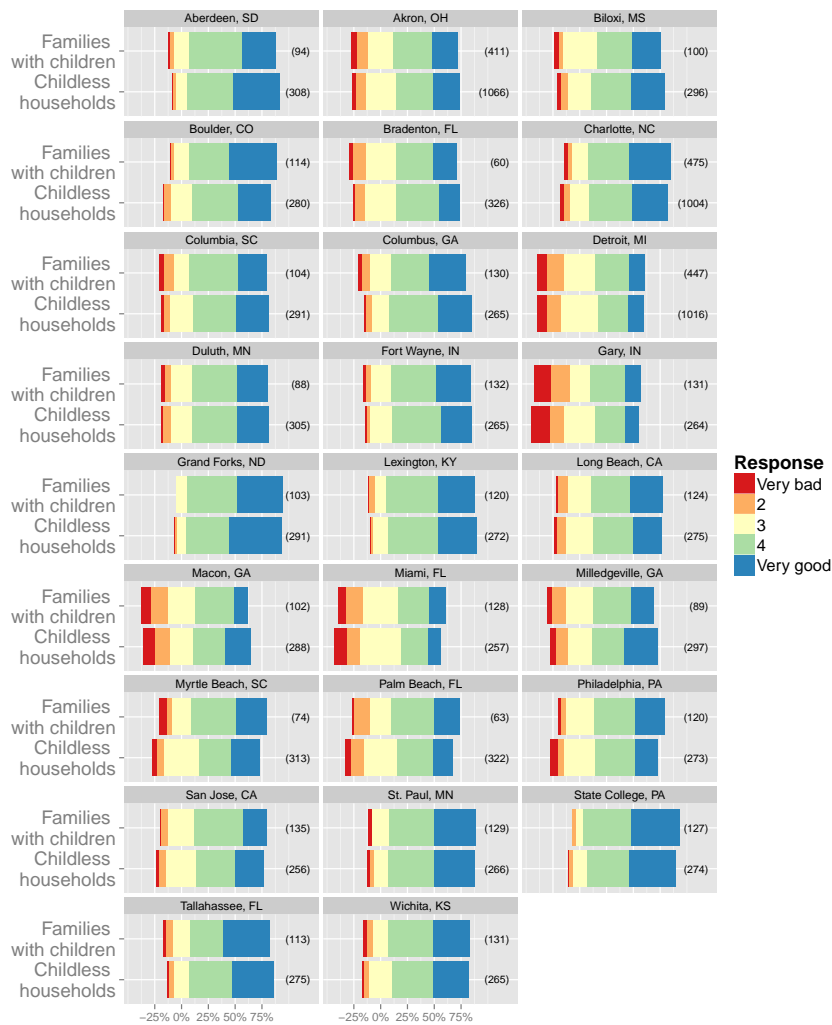 Aberdeen, SD Akron, OH Biloxi, MS
Families
with children (94) (411) (100)
Childless
households (308) (1066) (296)
Boulder, CO Bradenton, FL Charlotte, NC
Families
with children (114) (60) (475)
Childless
households (280) (326) (1004)
Columbia, SC Columbus, GA Detroit, MI
Families
with children (104) (130) (447)
Childless
households (291) (265) (1016)
Duluth, MN Fort Wayne, IN Gary, IN
Families
with children (88) (132) (131)
Childless
households (305) (265) (264)
Grand Forks, ND Lexington, KY Long Beach, CA
Families
with children (103) (120) (124)
Childless
households (291) (272) (275)
Response
Very bad
2
3
4
Very good
Macon, GA Miami, FL Milledgeville, GA
Families
with children (102) (128) (89)
Childless
households (288) (257) (297)
Myrtle Beach, SC Palm Beach, FL Philadelphia, PA
Families
with children (74) (63) (120)
Childless
households (313) (322) (273)
San Jose, CA St. Paul, MN State College, PA
Families
with children (135) (129) (127)
Childless
households (256) (266) (274)
Tallahassee, FL Wichita, KS
Families
with children (113) (131)
Childless
households (275) (265)
−25% 0% 25% 50% 75% −25% 0% 25% 50% 75%